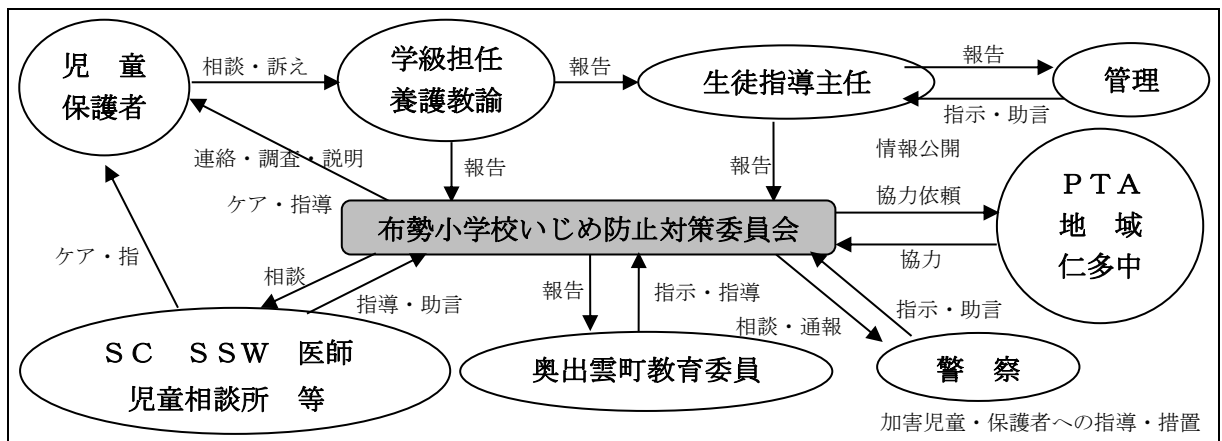 児　童
保護者
相談・訴え
学級担任
養護教諭
報告
生徒指導主任
報告
管理
指示・助言
連絡・調査・説明
ケア・指導
報告
報告
情報公開
協力依頼
協力
ＰＴＡ
地　域
仁多中
布勢小学校いじめ防止対策委員会
ケア・指
相談
指導・助言
報告
指示・指導
相談・通報
指示・助言
ＳＣ　ＳＳＷ　医師
児童相談所　等
奥出雲町教育委員
警　察
加害児童・保護者への指導・措置